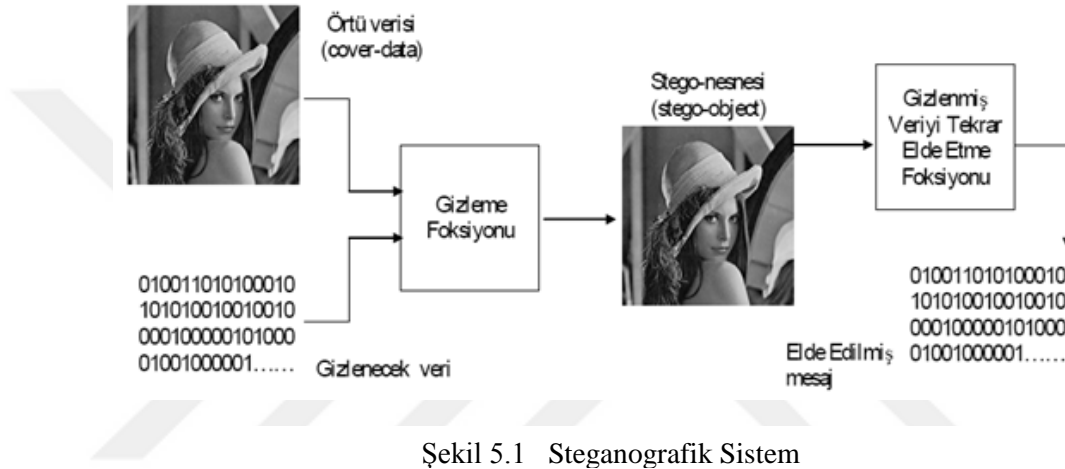 Örtü verisi
(cover-data)
Stego-nesnesi
(stego-object)
Gizlenmiş
Veriyi Tekrar
Elde Etme
Foksiyonu
Gizleme
Foksiyonu
010011010100010
101010010010010
000100000101000
01001000001......
Gizlenecek veri
010011010100010
101010010010010
000100000101000
01001000001......
Elde Edilmiş
mesaj
Şekil 5.1 Steganografik Sistem